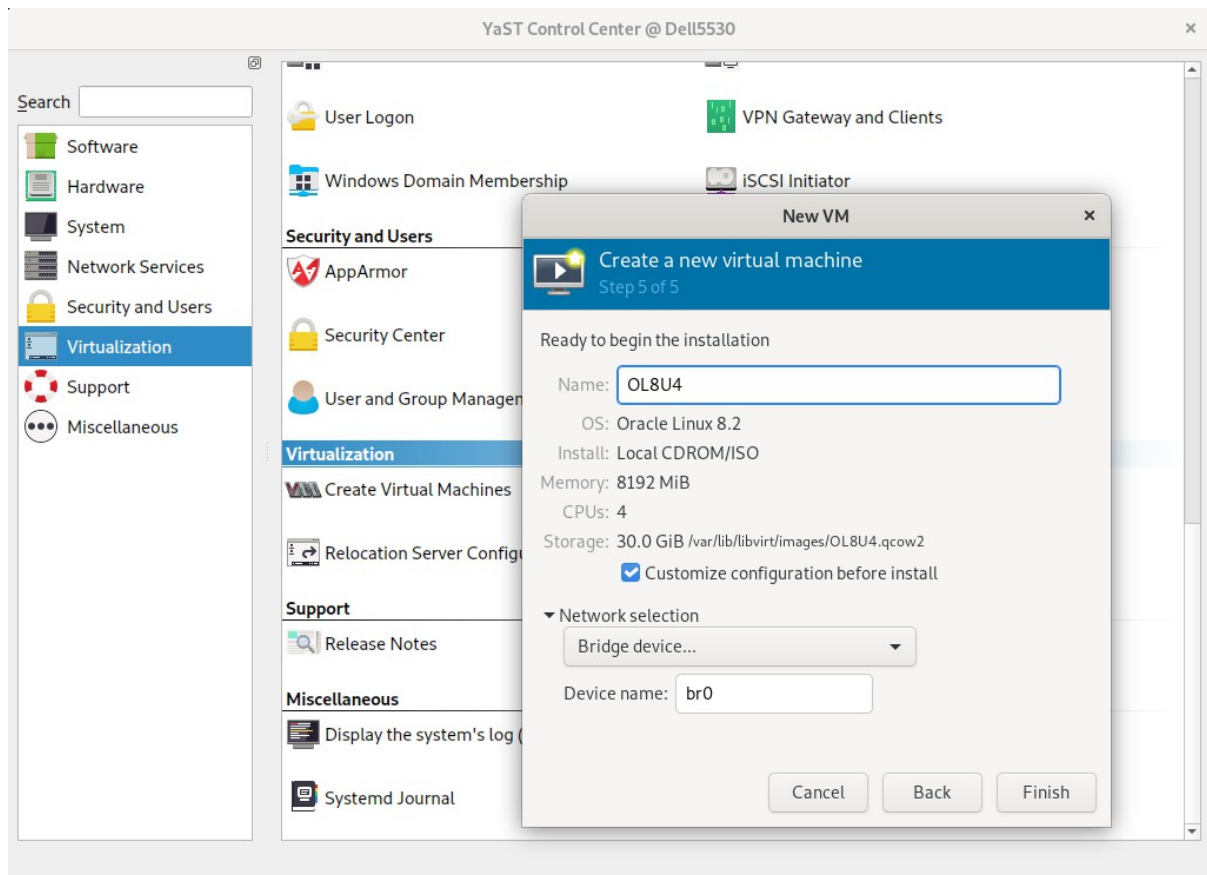 YaST Control Center @ Dell5530
Search
Software
Hardware
System
Network Services
Security and Users
Virtualization
Support
Miscellaneous
User Logon
VPN Gateway and Clients
Windows Domain Membership
iSCSI Initiator
Security and Users
AppArmor
Security Center
User and Group Managem
Virtualization
Create Virtual Machines
Relocation Server Configu
Support
Release Notes
Miscellaneous
Display the system's log (
Systemd Journal
New VM
Create a new virtual machine
Step 5 of 5
Ready to begin the installation
Name: OL8U4
OS: Oracle Linux 8.2
Install: Local CDROM/ISO
Memory: 8192 MiB
CPUs: 4
Storage: 30.0 GiB /var/lib/libvirt/images/OL8U4.qcow2
Customize configuration before install
Network selection
Bridge device...
Device name: br0
Cancel Back Finish